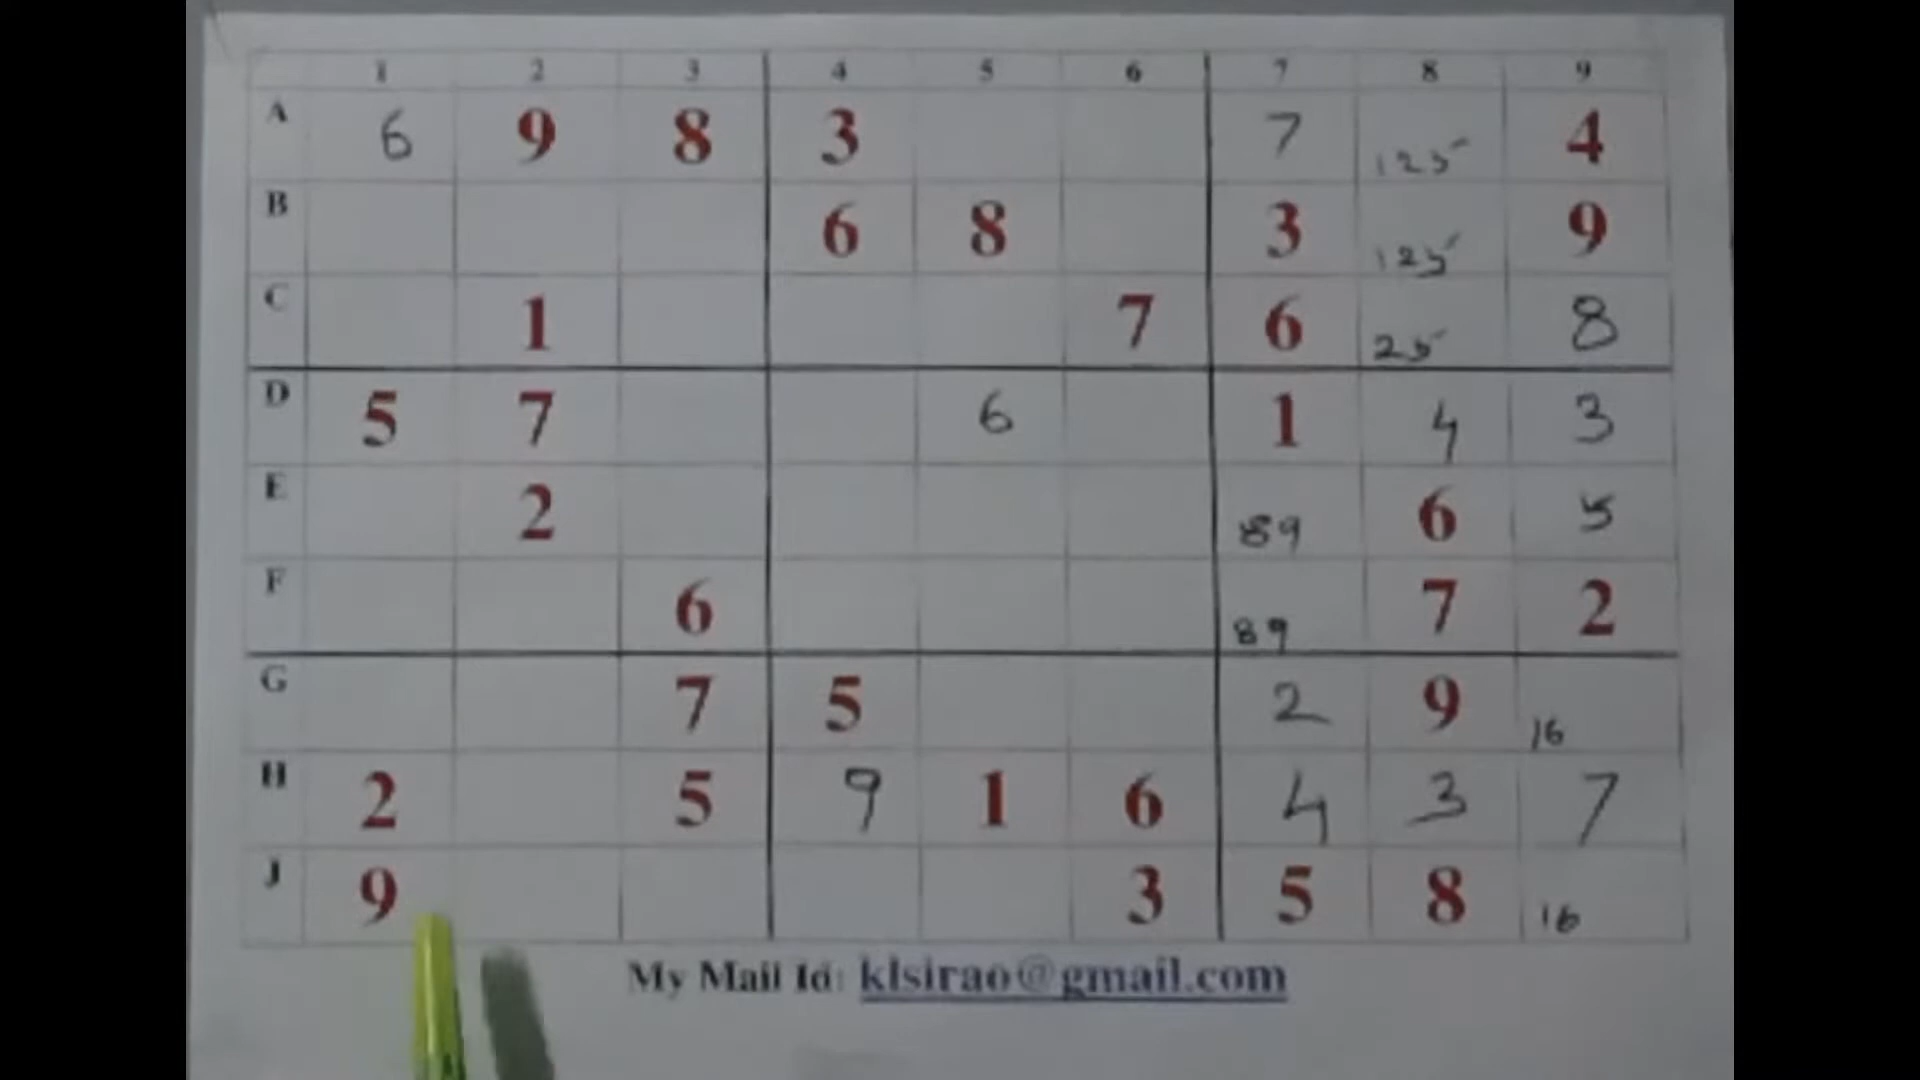 1 2 3 4 5 6 7 8 9
A 6 9 8 3 7 125 4
B 6 8 3 125 9
C 1 7 6 25 8
D 5 7 6 1 4 3
E 2 89 6 5
F 6 89 7 2
G 7 5 2 9 16
H 2 5 9 1 6 4 3 7
J 9 3 5 8 16
My Mail Id: klsirao@gmail.com